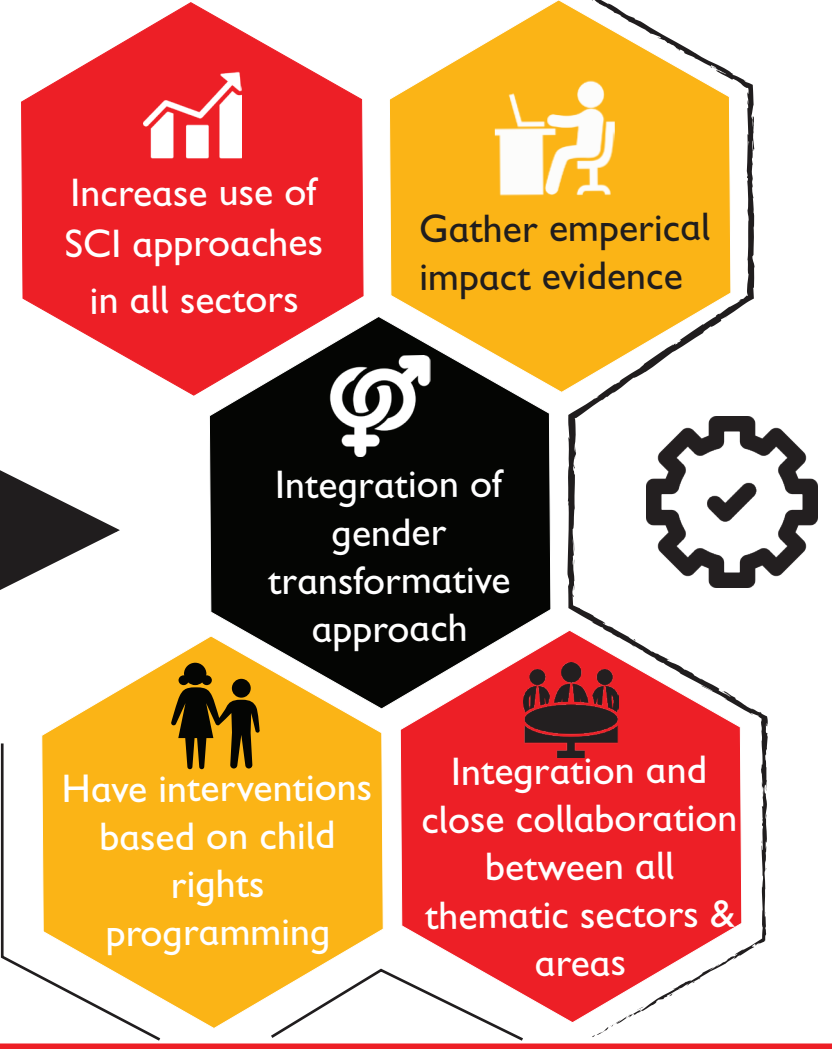 Increase use of
SCI approaches
in all sectors
Gather emperical
impact evidence
Integration of
gender
transformative
approach
Have interventions
based on child
rights
programming
Integration and
close collaboration
between all
thematic sectors &
areas